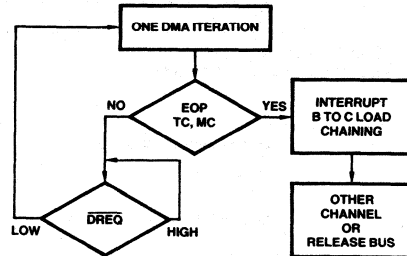 ONE DMA ITERATION
NO
EOP
TC, MC
YES
INTERRUPT
B TO C LOAD
CHAINING
DREQ
LOW
HIGH
OTHER
CHANNEL
OR
RELEASE BUS